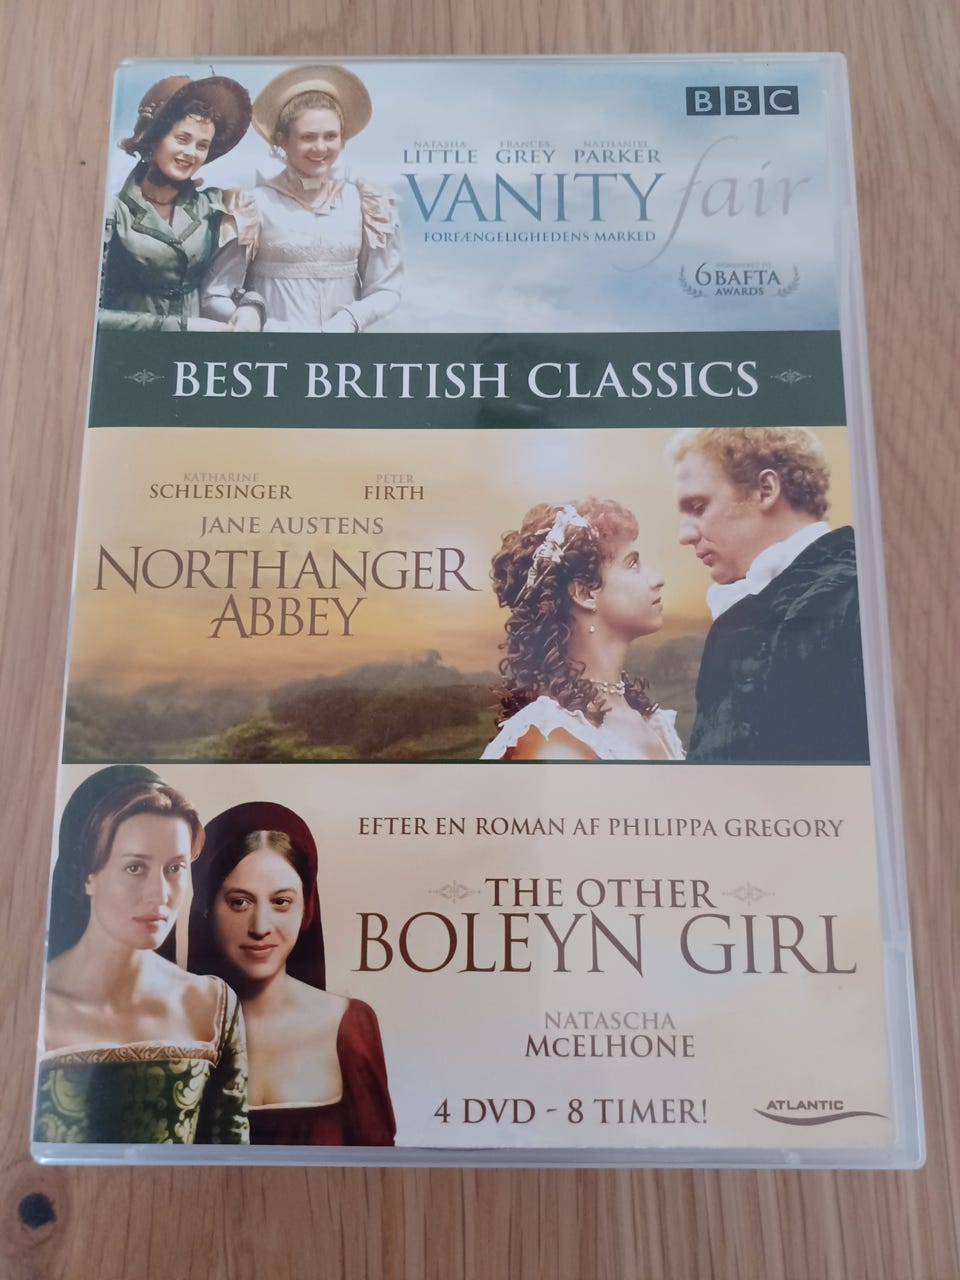 BBC
NATASHA FRANCES NATHANIEL
LITTLE GREY PARKER
VANITY fair
FORFÆNGELIGHEDENS MARKED
6 BAFTA
AWARDS
BEST BRITISH CLASSICS
KATHARINE PETER
SCHLESINGER FIRTH
JANE AUSTENS
NORTHANGER
ABBEY
EFTER EN ROMAN AF PHILIPPA GREGORY
THE OTHER
BOLEYN GIRL
NATASCHA
McELHONE
4 DVD - 8 TIMER!
ATLANTIC